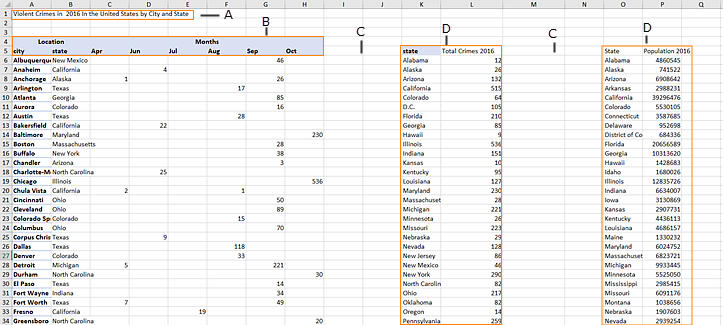 A B C D E F G H I J K L M N O P Q
1 Violent Crimes in 2016 In the United States by City and State A
2 B
3 C D C D
4 Location Months
5 city state Apr Jun Jul Aug Sep Oct state Total Crimes 2016 State Population 2016
6 Albuquerqu New Mexico 46 Alabama 12 Alabama 4860545
7 Anaheim California 4 Alaska 26 Alaska 741522
8 Anchorage Alaska 1 26 Arizona 132 Arizona 6908642
9 Arlington Texas 17 California 515 Arkansas 2988231
10 Atlanta Georgia 85 Colorado 64 California 39296476
11 Aurora Colorado 16 D.C. 105 Colorado 5530105
12 Austin Texas 28 Florida 210 Connecticut 3587685
13 Bakersfield California 22 Georgia 85 Delaware 952698
14 Baltimore Maryland 230 Hawaii 9 District of Co 684336
15 Boston Massachusetts 28 Illinois 536 Florida 20656589
16 Buffalo New York 38 Indiana 151 Georgia 10313620
17 Chandler Arizona 3 Kansas 10 Hawaii 1428683
18 Charlotte-M North Carolina 25 Kentucky 95 Idaho 1680026
19 Chicago Illinois 536 Louisiana 127 Illinois 12835726
20 Chula Vista California 2 1 Maryland 230 Indiana 6634007
21 Cincinnati Ohio 50 Massachuset 28 Iowa 3130869
22 Cleveland Ohio 89 Michigan 221 Kansas 2907731
23 Colorado Sp Colorado 15 Minnesota 26 Kentucky 4436113
24 Columbus Ohio 70 Missouri 223 Louisiana 4686157
25 Corpus Chris Texas 9 Nebraska 29 Maine 1330232
26 Dallas Texas 118 Nevada 128 Maryland 6024752
27 Denver Colorado 33 New Jersey 86 Massachuset 6823721
28 Detroit Michigan 5 221 New Mexico 46 Michigan 9933445
29 Durham North Carolina 30 New York 290 Minnesota 5525050
30 El Paso Texas 14 North Carolin 82 Mississippi 2985415
31 Fort Wayne Indiana 34 Ohio 217 Missouri 6091176
32 Fort Worth Texas 7 49 Oklahoma 82 Montana 1038656
33 Fresno California 19 Oregon 14 Nebraska 1907603
34 Greensboro North Carolina 20 Pennsylvania 259 Nevada 2939254